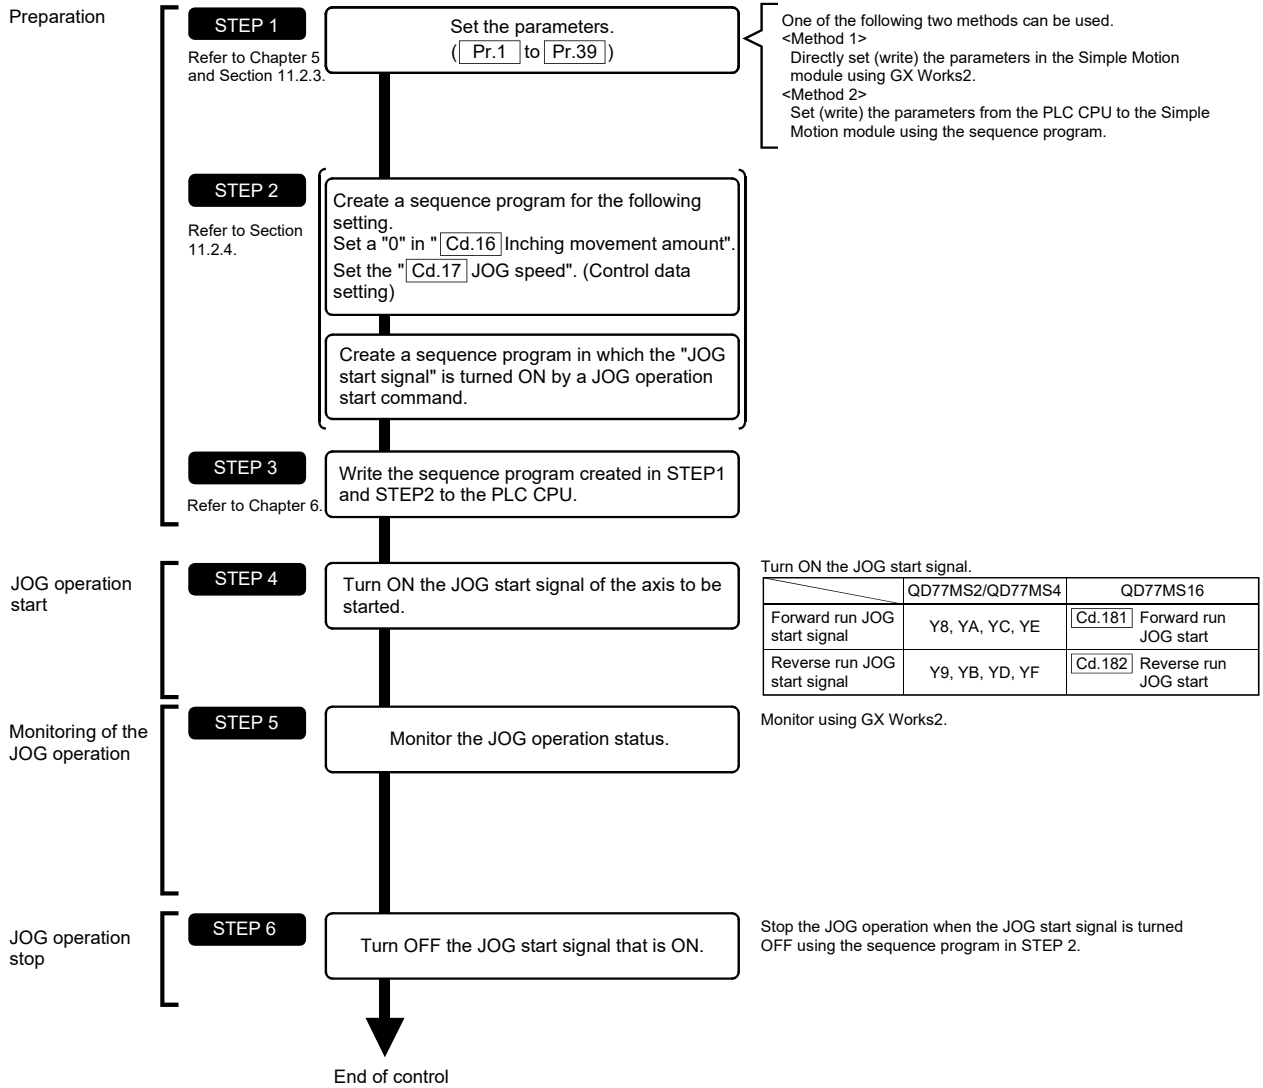 Preparation
STEP 1
Refer to Chapter 5
and Section 11.2.3.
Set the parameters.
( Pr.1 to Pr.39 )
One of the following two methods can be used.
<Method 1>
Directly set (write) the parameters in the Simple Motion
module using GX Works2.
<Method 2>
Set (write) the parameters from the PLC CPU to the Simple
Motion module using the sequence program.
STEP 2
Refer to Section
11.2.4.
Create a sequence program for the following
setting.
Set a "0" in " Cd.16 Inching movement amount".
Set the " Cd.17 JOG speed". (Control data
setting)
Create a sequence program in which the "JOG
start signal" is turned ON by a JOG operation
start command.
STEP 3
Refer to Chapter 6.
Write the sequence program created in STEP1
and STEP2 to the PLC CPU.
JOG operation
start
STEP 4
Turn ON the JOG start signal of the axis to be
started.
Turn ON the JOG start signal.
QD77MS2/QD77MS4 QD77MS16
Forward run JOG
start signal
Y8, YA, YC, YE
Cd.181 Forward run
JOG start
Reverse run JOG
start signal
Y9, YB, YD, YF
Cd.182 Reverse run
JOG start
Monitoring of the
JOG operation
STEP 5
Monitor the JOG operation status.
Monitor using GX Works2.
JOG operation
stop
STEP 6
Turn OFF the JOG start signal that is ON.
Stop the JOG operation when the JOG start signal is turned
OFF using the sequence program in STEP 2.
End of control